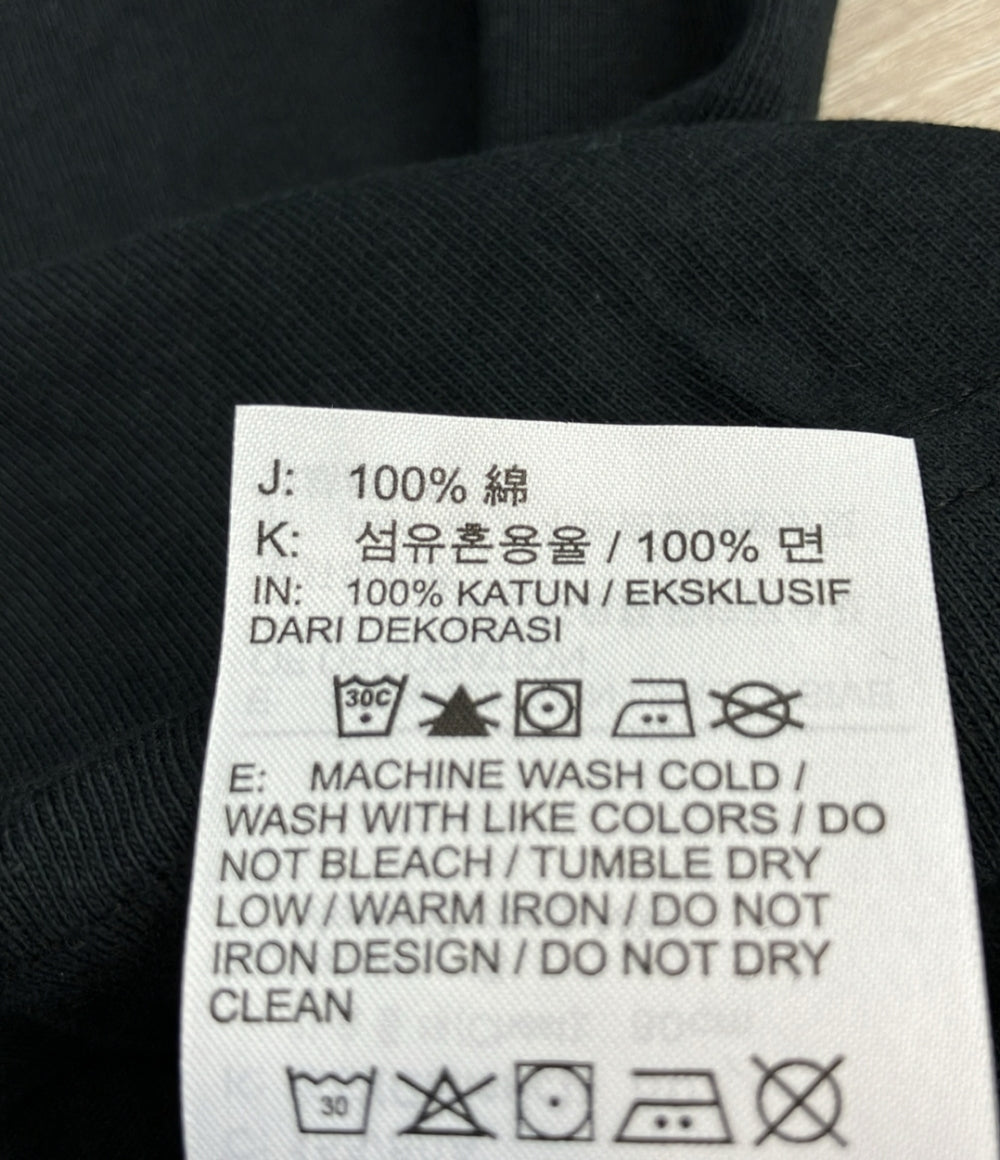 J: 100% 綿
K: 섬유혼용율 / 100% 면
IN: 100% KATUN / EKSKLUSIF
DARI DEKORASI
30C
E: MACHINE WASH COLD /
WASH WITH LIKE COLORS / DO
NOT BLEACH / TUMBLE DRY
LOW / WARM IRON / DO NOT
IRON DESIGN / DO NOT DRY
CLEAN
30